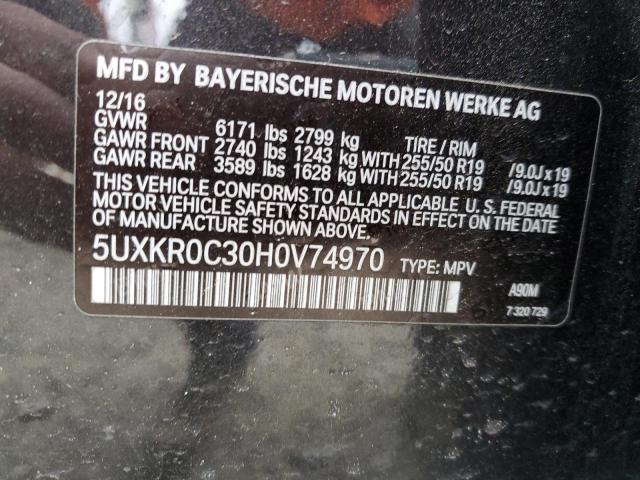 MFD BY BAYERISCHE MOTOREN WERKE AG
12/16
GVWR 6171 lbs 2799 kg TIRE / RIM
GAWR FRONT 2740 lbs 1243 kg WITH 255/50 R19 /9.0J x 19
GAWR REAR 3589 lbs 1628 kg WITH 255/50 R19 /9.0J x 19
THIS VEHICLE CONFORMS TO ALL APPLICABLE U. S. FEDERAL
MOTOR VEHICLE SAFETY STANDARDS IN EFFECT ON THE DATE
OF MANUFACTURE SHOWN ABOVE.
5UXKR0C30H0V74970 TYPE: MPV
A90M
7 320 729